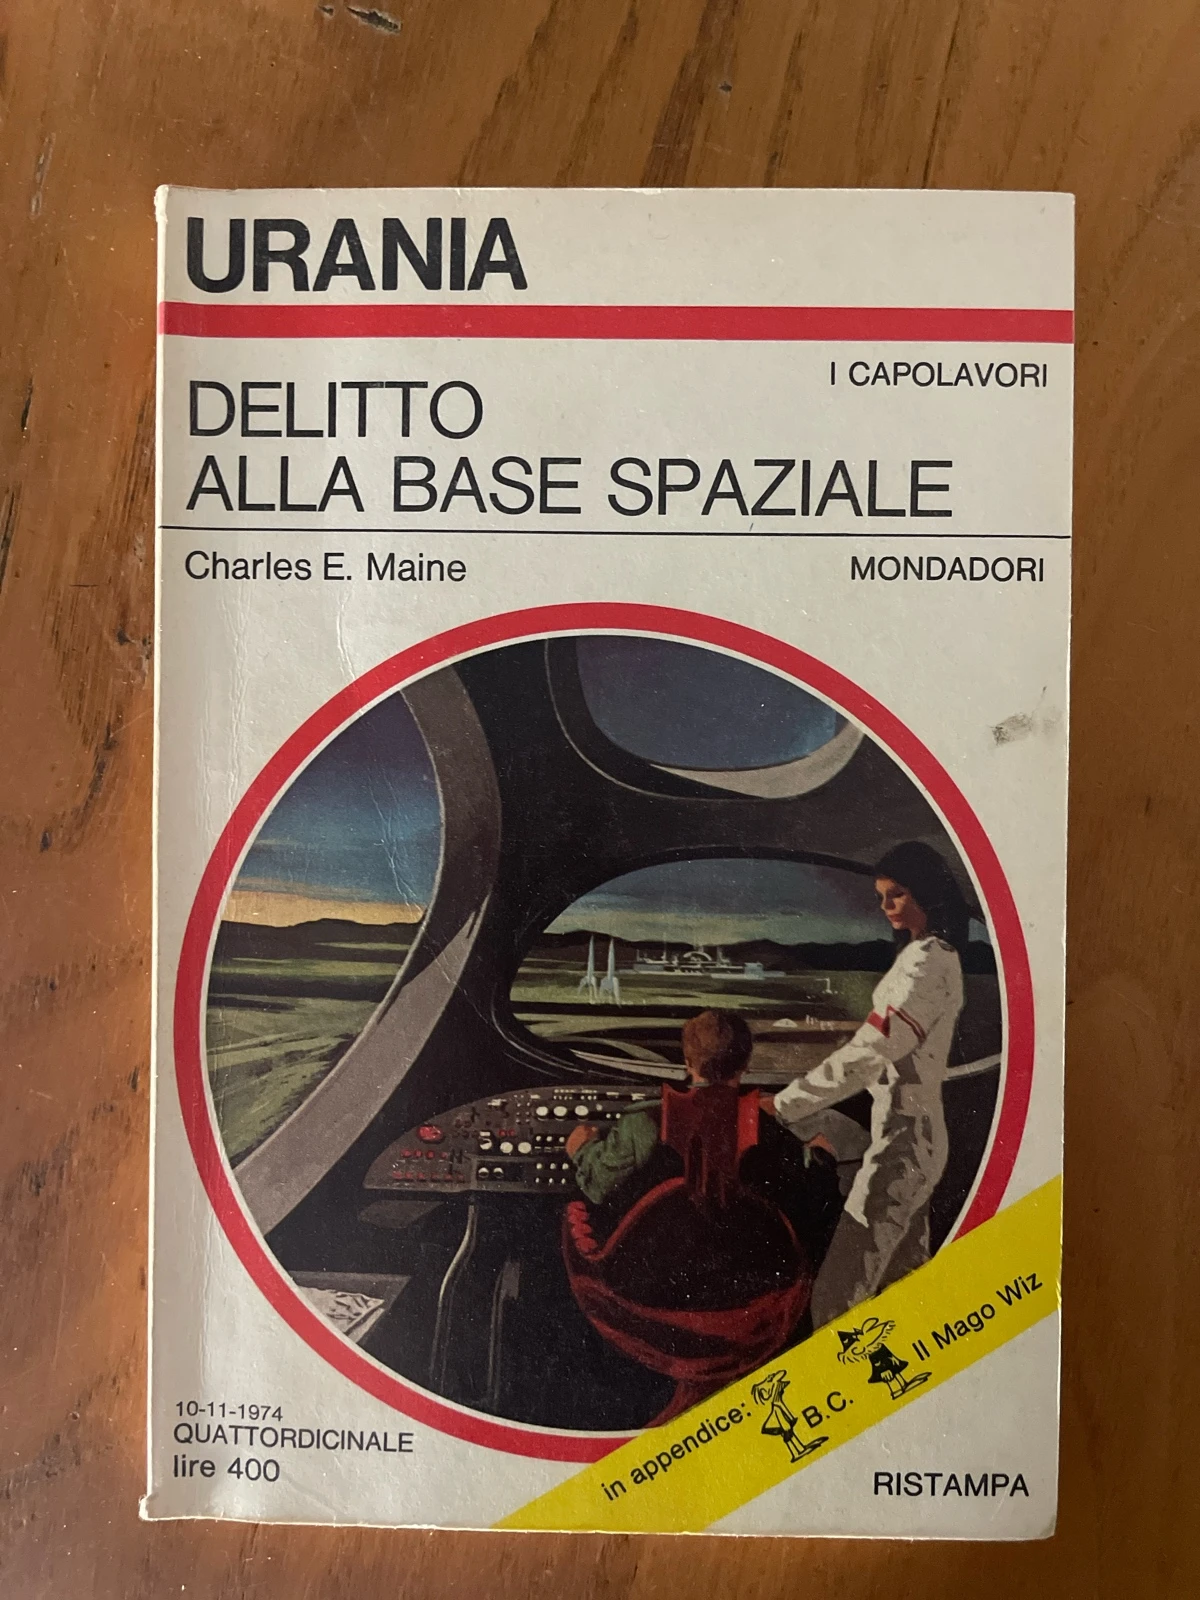 URANIA
I CAPOLAVORI
DELITTO
ALLA BASE SPAZIALE
Charles E. Maine
MONDADORI
in appendice: B.C. Il Mago Wiz
10-11-1974
QUATTORDICINALE
lire 400
RISTAMPA